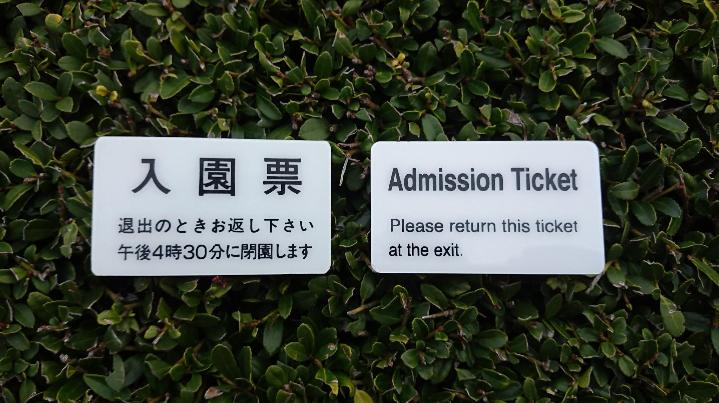 入園票
退出のときお返し下さい
午後4時30分に閉園します
Admission Ticket
Please return this ticket
at the exit.